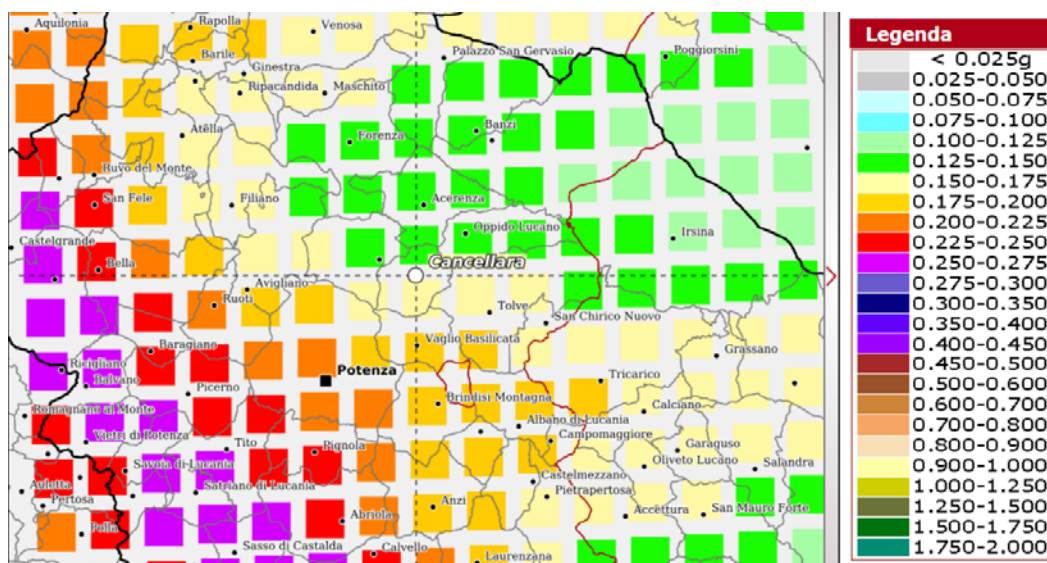 Aquilonia
Rapolla
Venosa
Barile
Palazzo San Gervasio
Poggiorsini
Ginestra
Ripacandida
Maschito
Atella
Forenza
Banzi
Ruvo del Monte
San Fele
Filiano
Acerenza
Castelgrande
Oppido Lucano
Irsina
Bella
Cancellara
Avigliano
Ruoti
Tolve
San Chirico Nuovo
Baragiano
Vaglio Basilicata
Grassano
Ricigliano
Balvano
Potenza
Picerno
Tricarico
Romagnano al Monte
Brindisi Montagna
Calciano
Vietri di Potenza
Tito
Albano di Lucania
Campomaggiore
Pignola
Garaguso
Savoia di Lucania
Oliveto Lucano
Salandra
Auletta
Satriano di Lucania
Castelmezzano
Pertosa
Anzi
Pietrapertosa
Accettura
San Mauro Forte
Polla
Abriola
Sasso di Castalda
Calvello
Laurenzana
Legenda
< 0.025g
0.025-0.050
0.050-0.075
0.075-0.100
0.100-0.125
0.125-0.150
0.150-0.175
0.175-0.200
0.200-0.225
0.225-0.250
0.250-0.275
0.275-0.300
0.300-0.350
0.350-0.400
0.400-0.450
0.450-0.500
0.500-0.600
0.600-0.700
0.700-0.800
0.800-0.900
0.900-1.000
1.000-1.250
1.250-1.500
1.500-1.750
1.750-2.000